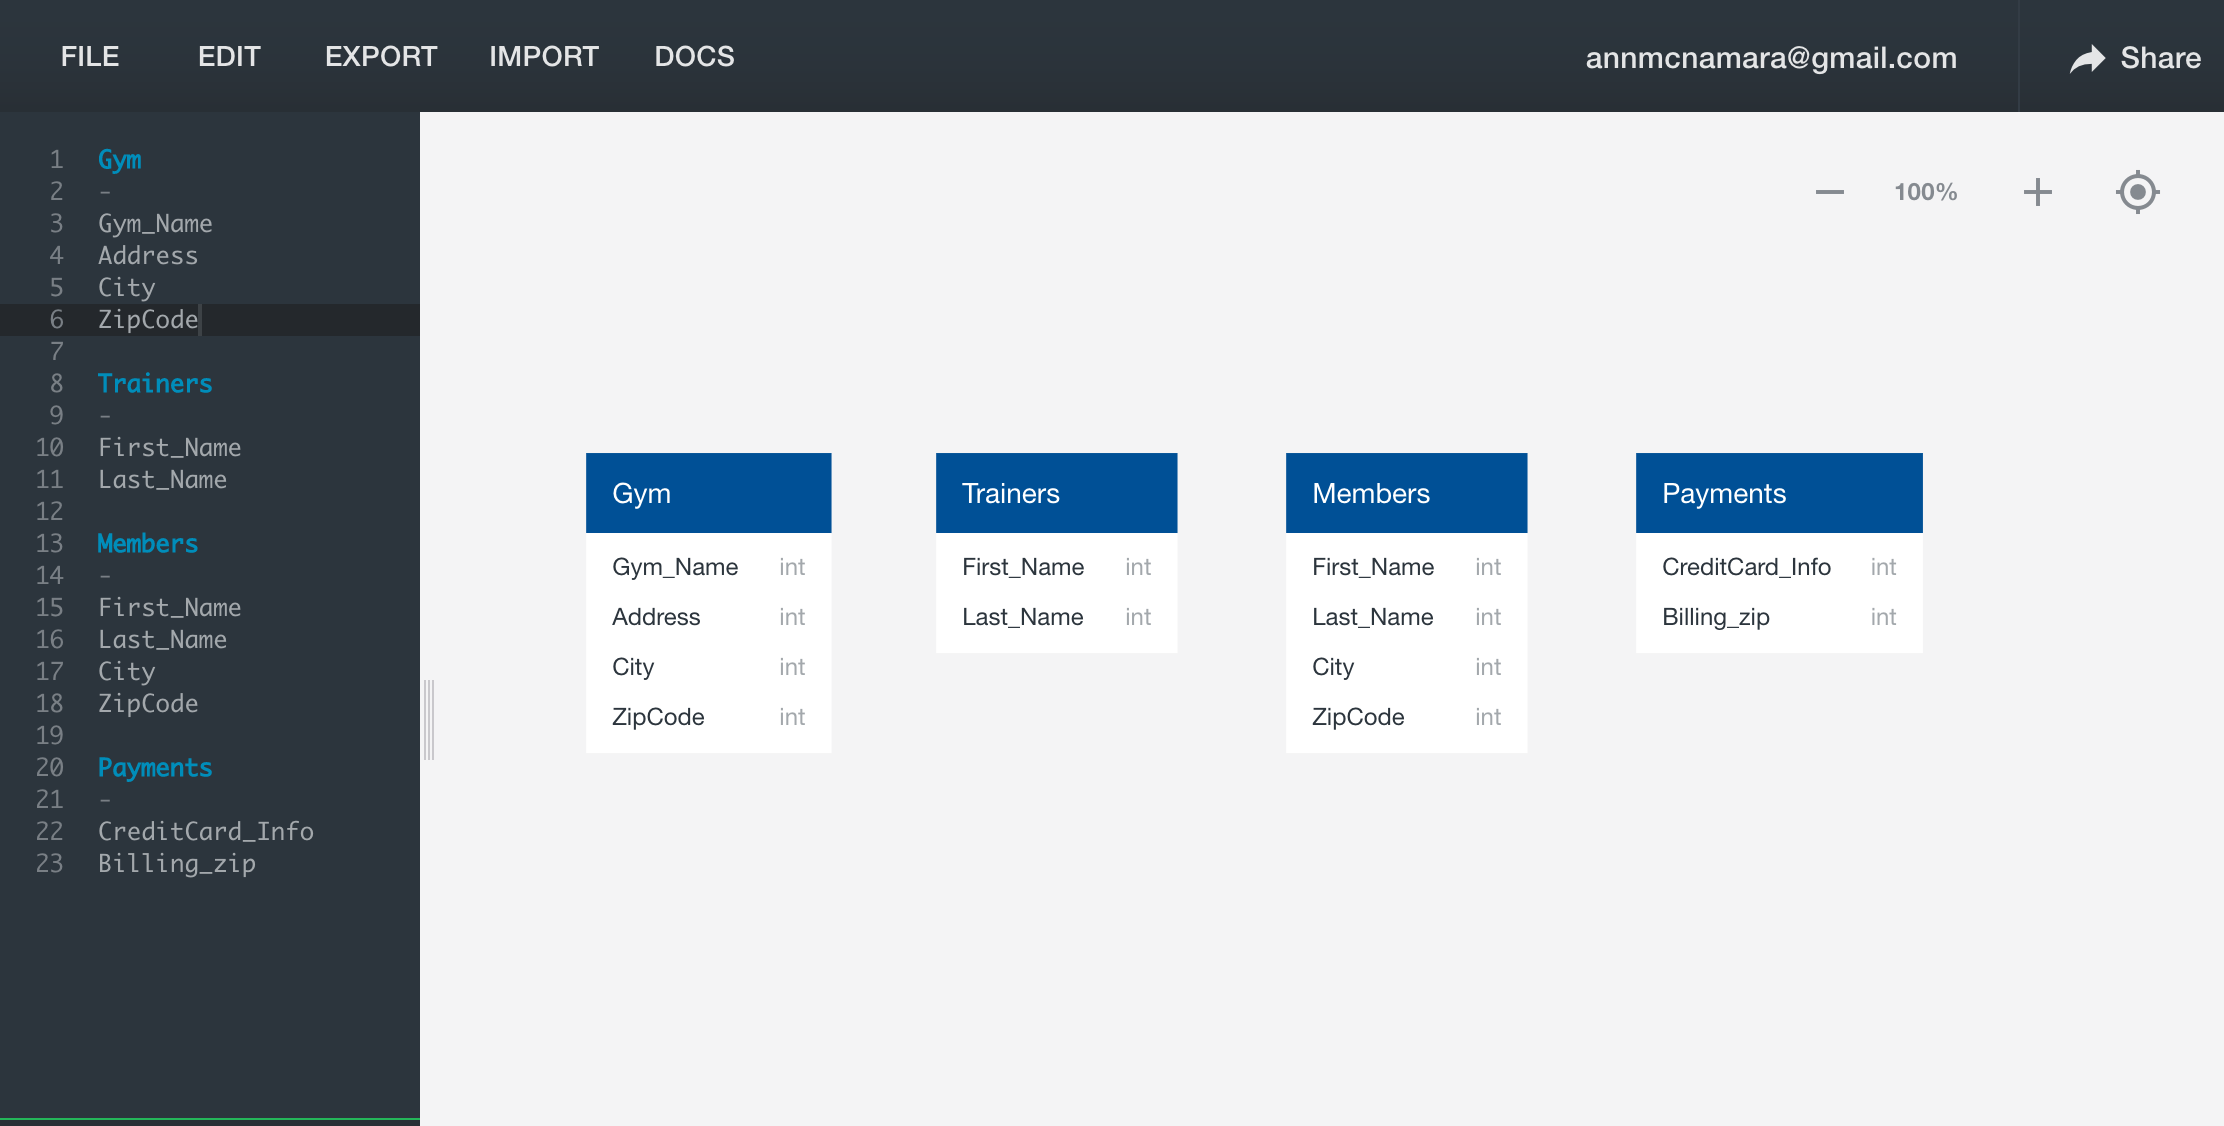 FILE EDIT EXPORT IMPORT DOCS annmcnamara@gmail.com Share
1 Gym
2 -
3 Gym_Name
4 Address
5 City
6 ZipCode
7
8 Trainers
9 -
10 First_Name
11 Last_Name
12
13 Members
14 -
15 First_Name
16 Last_Name
17 City
18 ZipCode
19
20 Payments
21 -
22 CreditCard_Info
23 Billing_zip
100%
Gym
Gym_Name int
Address int
City int
ZipCode int
Trainers
First_Name int
Last_Name int
Members
First_Name int
Last_Name int
City int
ZipCode int
Payments
CreditCard_Info int
Billing_zip int